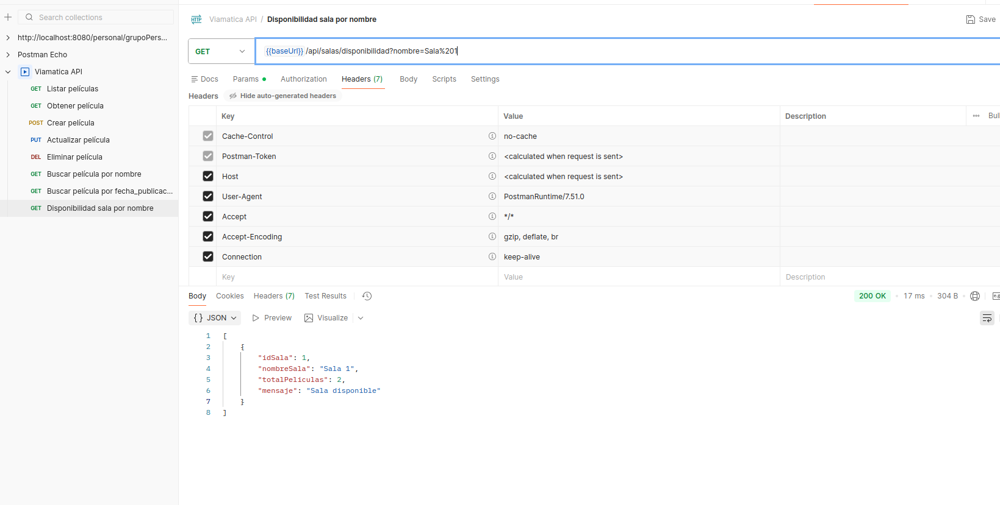 Search collections
http://localhost:8080/personal/grupoPers...
Postman Echo
Viamatica API
GET Listar películas
GET Obtener película
POST Crear película
PUT Actualizar película
DEL Eliminar película
GET Buscar película por nombre
GET Buscar película por fecha_publicac...
GET Disponibilidad sala por nombre
HTTP Viamatica API / Disponibilidad sala por nombre
Save
GET {{baseUrl}} /api/salas/disponibilidad?nombre=Sala%201
Docs Params Authorization Headers (7) Body Scripts Settings
Headers Hide auto-generated headers
Key Value Description Bul
Cache-Control no-cache
Postman-Token <calculated when request is sent>
Host <calculated when request is sent>
User-Agent PostmanRuntime/7.51.0
Accept */*
Accept-Encoding gzip, deflate, br
Connection keep-alive
Key Value Description
Body Cookies Headers (7) Test Results 200 OK • 17 ms • 304 B • e.g
{} JSON Preview Visualize
1 [
2 {
3 "idSala": 1,
4 "nombreSala": "Sala 1",
5 "totalPeliculas": 2,
6 "mensaje": "Sala disponible"
7 }
8 ]